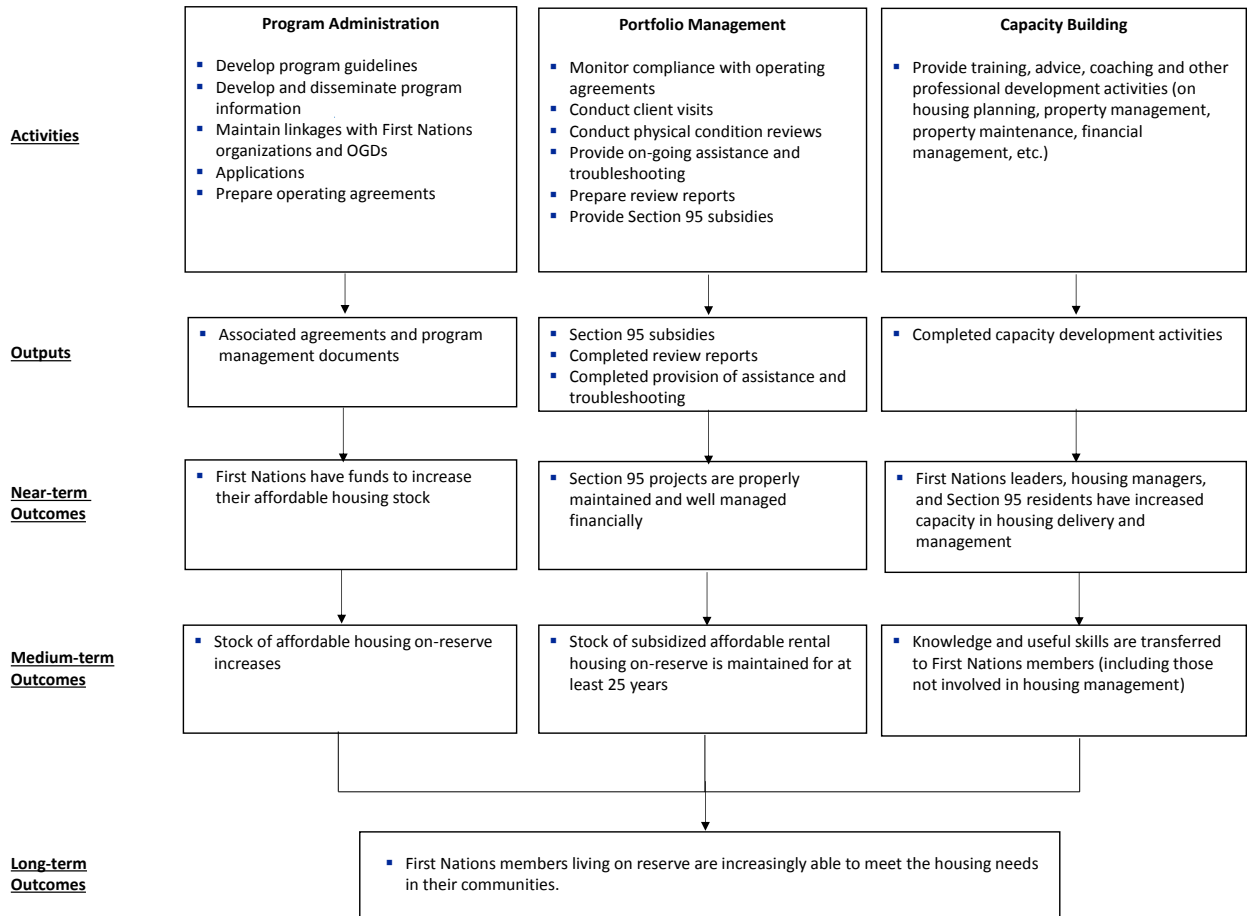 Program Administration
▪ Develop program guidelines
▪ Develop and disseminate program
information
▪ Maintain linkages with First Nations
organizations and OGDs
▪ Applications
▪ Prepare operating agreements
Portfolio Management
▪ Monitor compliance with operating
agreements
▪ Conduct client visits
▪ Conduct physical condition reviews
▪ Provide on-going assistance and
troubleshooting
▪ Prepare review reports
▪ Provide Section 95 subsidies
Capacity Building
▪ Provide training, advice, coaching and other
professional development activities (on
housing planning, property management,
property maintenance, financial
management, etc.)
Activities
Outputs
▪ Associated agreements and program
management documents
▪ Section 95 subsidies
▪ Completed review reports
▪ Completed provision of assistance and
troubleshooting
▪ Completed capacity development activities
Near-term
Outcomes
▪ First Nations have funds to increase
their affordable housing stock
▪ Section 95 projects are properly
maintained and well managed
financially
▪ First Nations leaders, housing managers,
and Section 95 residents have increased
capacity in housing delivery and
management
Medium-term
Outcomes
▪ Stock of affordable housing on-reserve
increases
▪ Stock of subsidized affordable rental
housing on-reserve is maintained for at
least 25 years
▪ Knowledge and useful skills are transferred
to First Nations members (including those
not involved in housing management)
Long-term
Outcomes
▪ First Nations members living on reserve are increasingly able to meet the housing needs
in their communities.